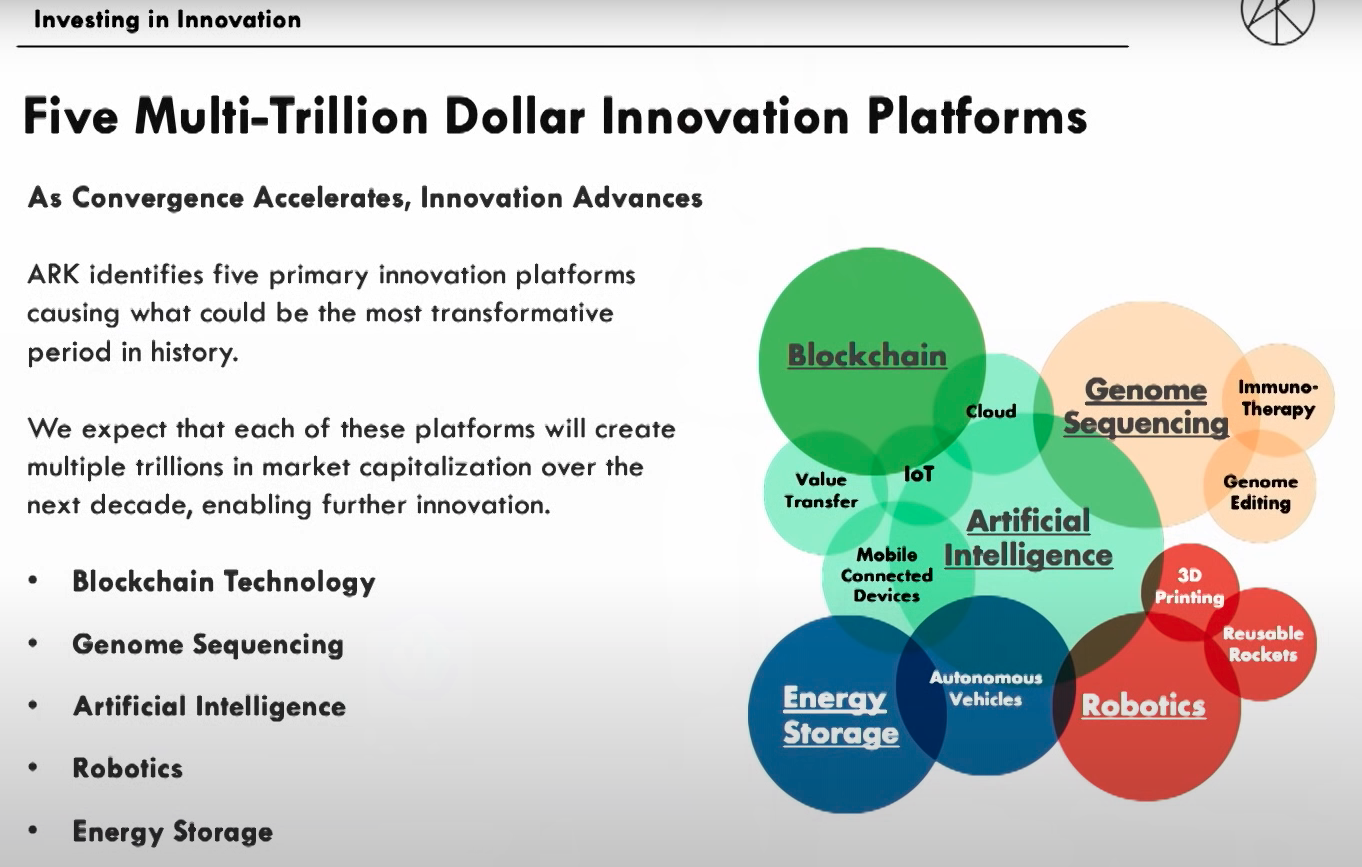 Investing in Innovation
ARK
Five Multi-Trillion Dollar Innovation Platforms
As Convergence Accelerates, Innovation Advances
ARK identifies five primary innovation platforms
causing what could be the most transformative
period in history.
We expect that each of these platforms will create
multiple trillions in market capitalization over the
next decade, enabling further innovation.
• Blockchain Technology
• Genome Sequencing
• Artificial Intelligence
• Robotics
• Energy Storage
Blockchain
Cloud
Genome
Sequencing
Immuno-
Therapy
Genome
Editing
Value
Transfer
IoT
Artificial
Intelligence
Mobile
Connected
Devices
3D
Printing
Reusable
Rockets
Autonomous
Vehicles
Energy
Storage
Robotics